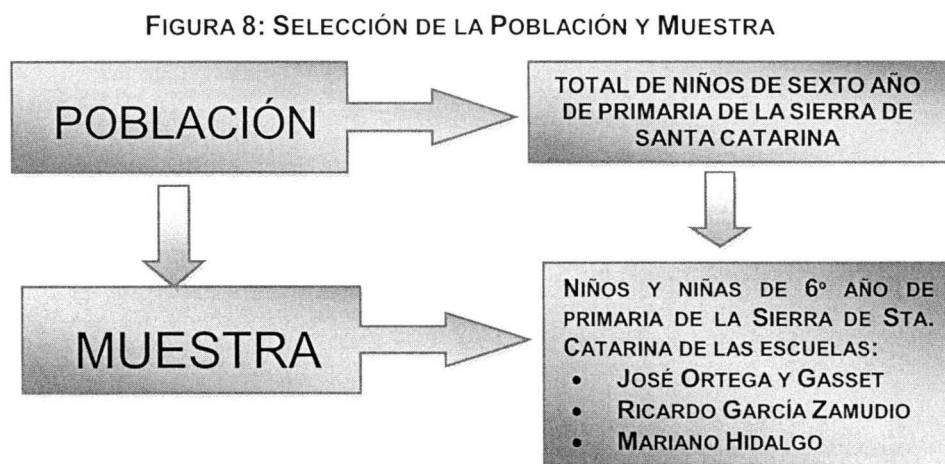 FIGURA 8: SELECCIÓN DE LA POBLACIÓN Y MUESTRA
POBLACIÓN
TOTAL DE NIÑOS DE SEXTO AÑO
DE PRIMARIA DE LA SIERRA DE
SANTA CATARINA
MUESTRA
NIÑOS Y NIÑAS DE 6º AÑO DE
PRIMARIA DE LA SIERRA DE STA.
CATARINA DE LAS ESCUELAS:
• JOSÉ ORTEGA Y GASSET
• RICARDO GARCÍA ZAMUDIO
• MARIANO HIDALGO